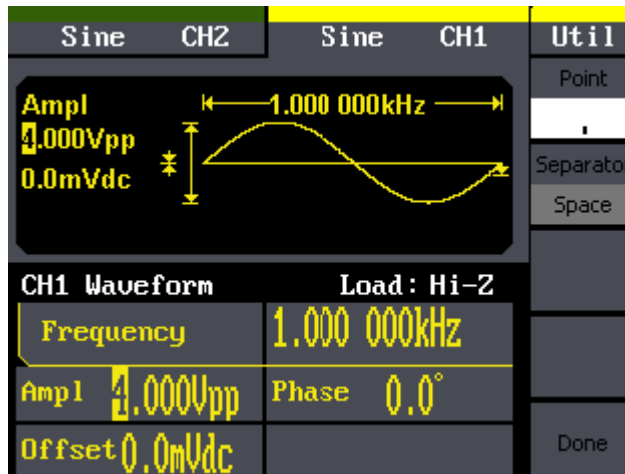 Sine CH2 Sine CH1 Util
Point
.
Ampl
1.000 000kHz
4.000Vpp
0.0mVdc
Separato
Space
CH1 Waveform Load: Hi-Z
Frequency 1.000 000kHz
Ampl 4.000Vpp Phase 0.0°
Offset 0.0mVdc
Done